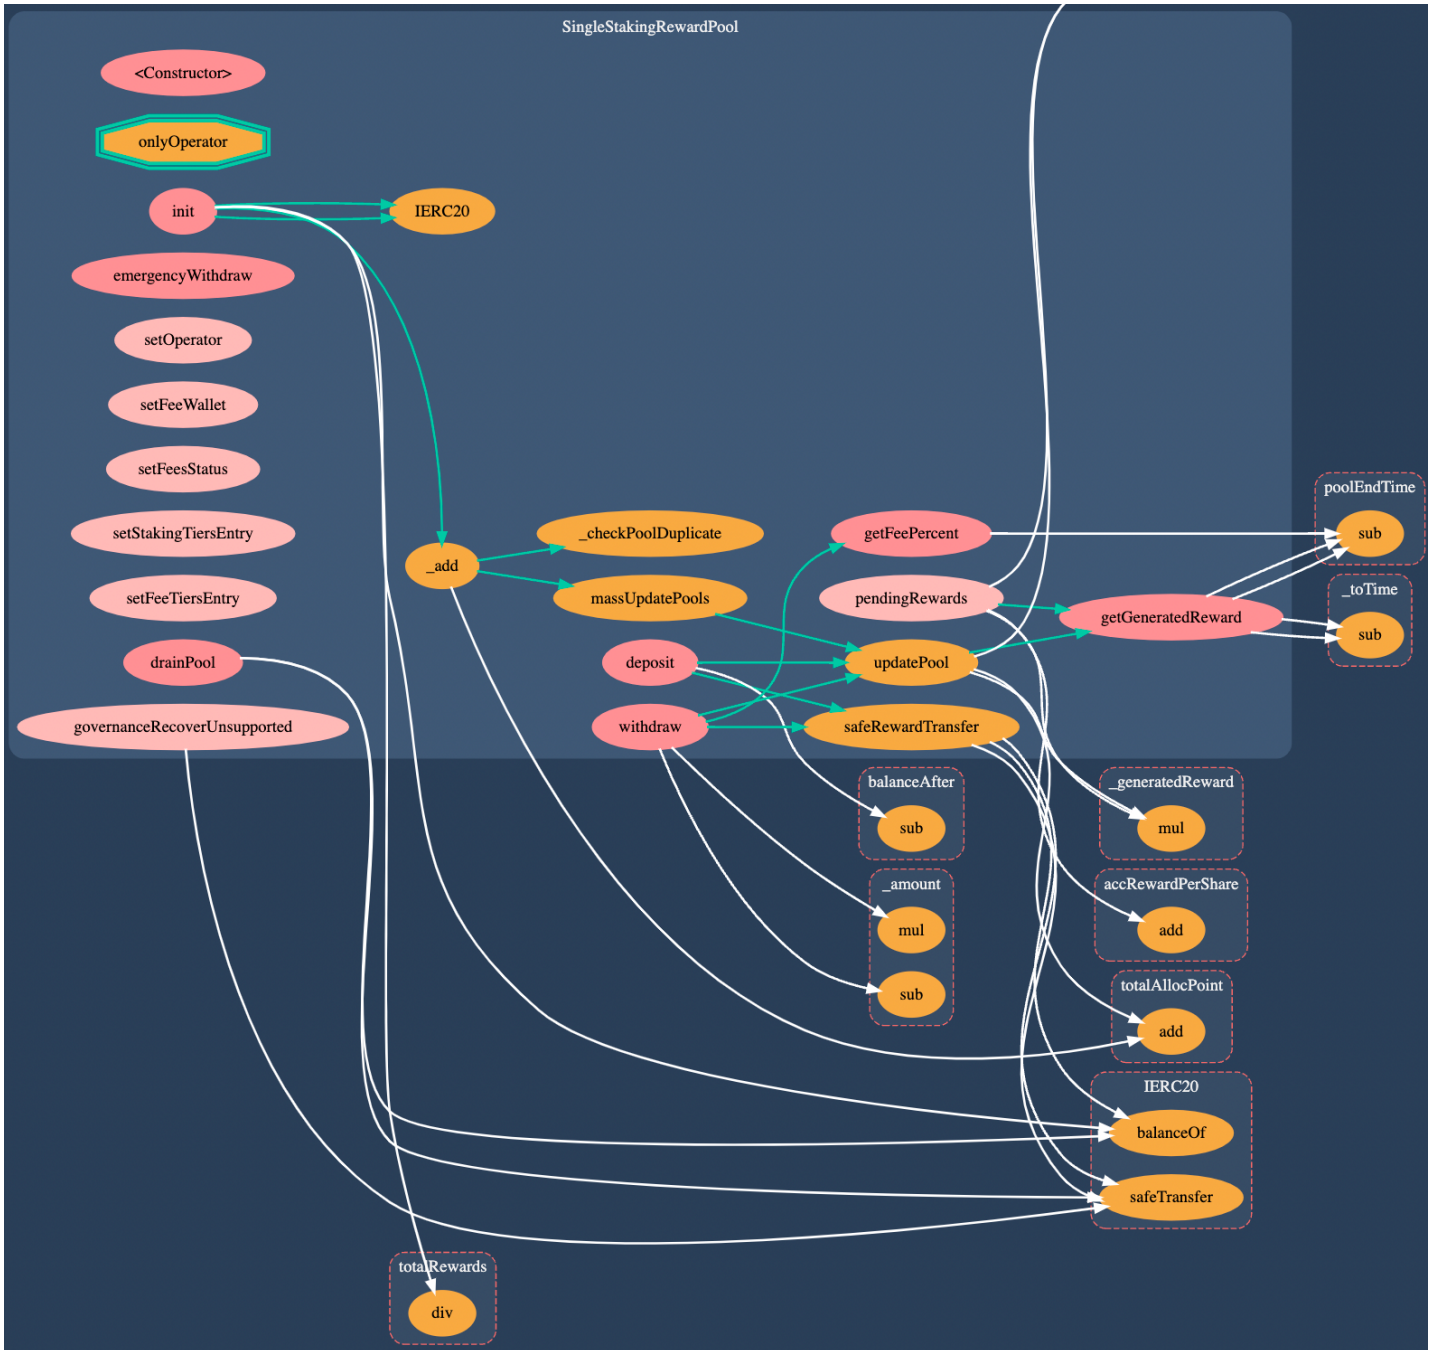 SingleStakingRewardPool
<Constructor>
onlyOperator
init
IERC20
emergencyWithdraw
setOperator
setFeeWallet
setFeesStatus
poolEndTime
setStakingTiersEntry
_checkPoolDuplicate
getFeePercent
sub
_add
_toTime
setFeeTiersEntry
massUpdatePools
pendingRewards
getGeneratedReward
sub
drainPool
deposit
updatePool
governanceRecoverUnsupported
withdraw
safeRewardTransfer
balanceAfter
_generatedReward
sub
mul
_amount
accRewardPerShare
mul
add
sub
totalAllocPoint
add
IERC20
balanceOf
safeTransfer
totalRewards
div